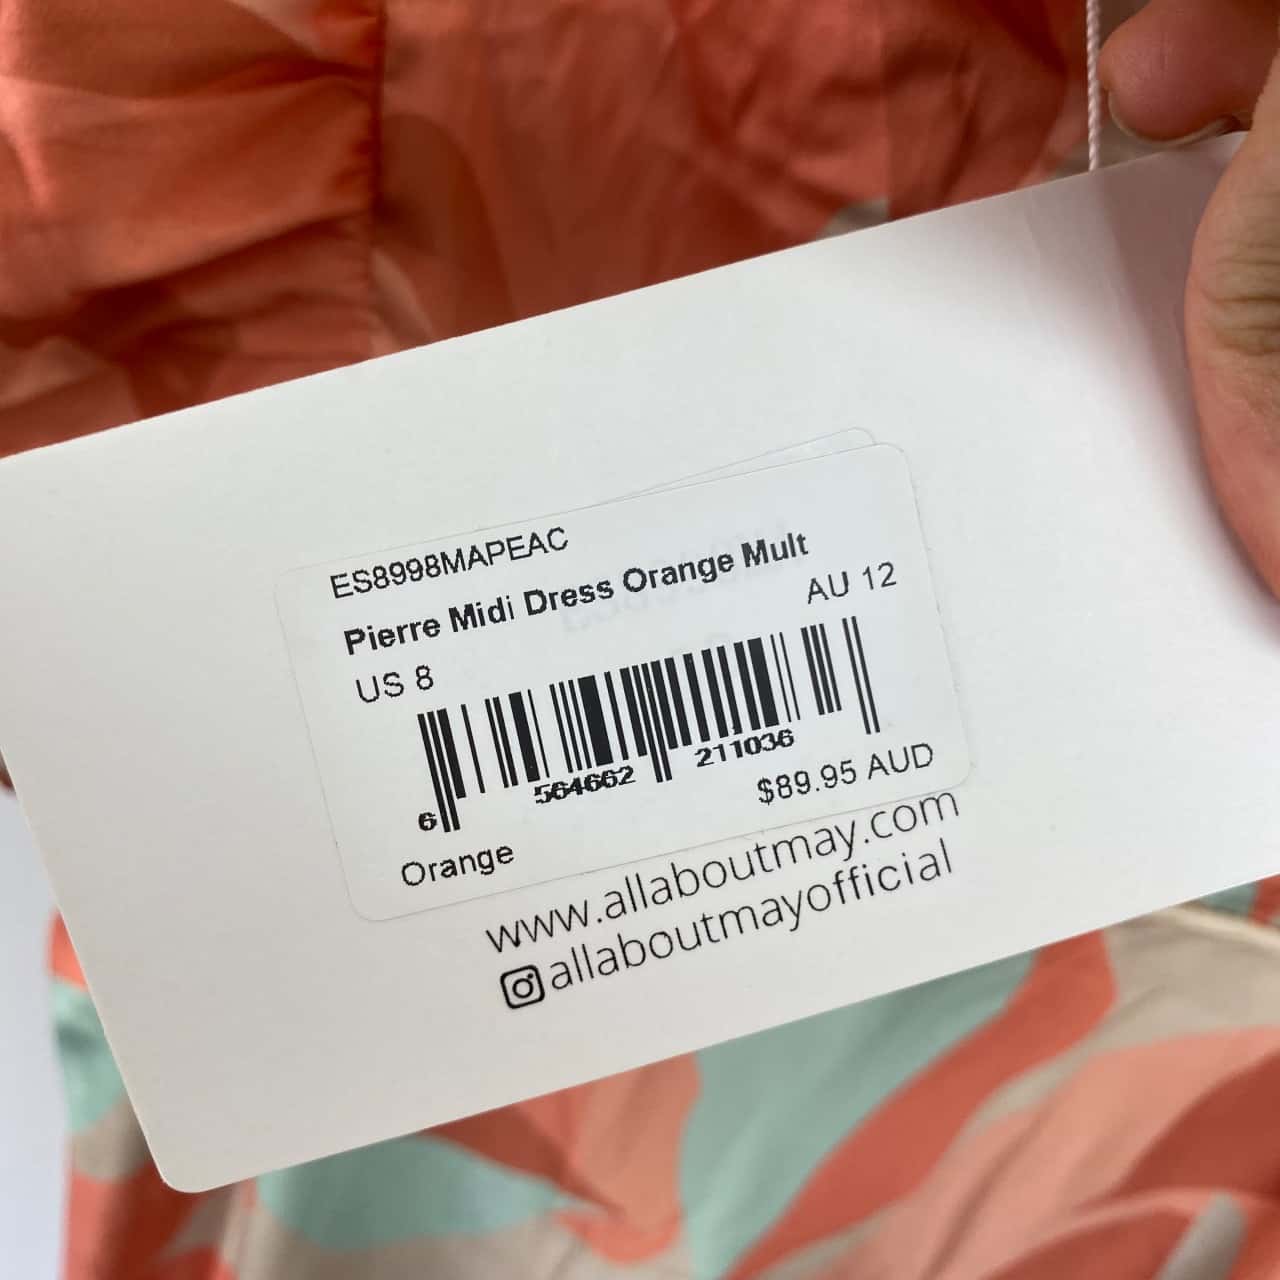 ES8998MAPEAC
Pierre Midi Dress Orange Mult
US 8 AU 12
6 564662 211036
$89.95 AUD
Orange
www.allaboutmay.com
allaboutmayofficial